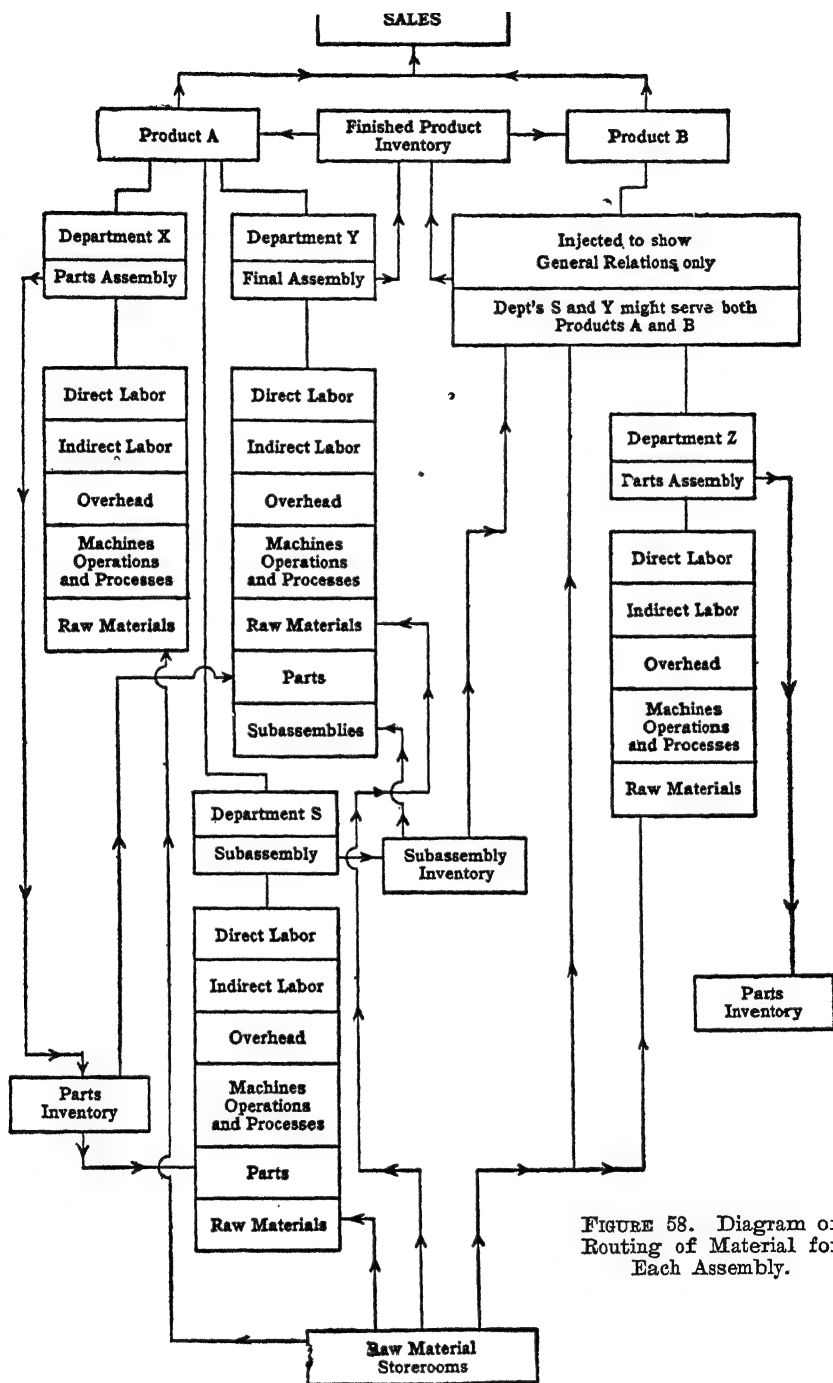 SALES
Product A
Finished Product
Inventory
Product B
Department X
Parts Assembly
Department Y
Final Assembly
Injected to show
General Relations only
Dept's S and Y might serve both
Products A and B
Direct Labor
Indirect Labor
Overhead
Machines
Operations
and Processes
Raw Materials
Direct Labor
Indirect Labor
Overhead
Machines
Operations
and Processes
Raw Materials
Parts
Subassemblies
Department Z
Parts Assembly
Direct Labor
Indirect Labor
Overhead
Machines
Operations
and Processes
Raw Materials
Department S
Subassembly
Subassembly
Inventory
Direct Labor
Indirect Labor
Overhead
Machines
Operations
and Processes
Parts
Raw Materials
Parts
Inventory
Parts
Inventory
FIGURE 58. Diagram of
Routing of Material for
Each Assembly.
Raw Material
Storerooms